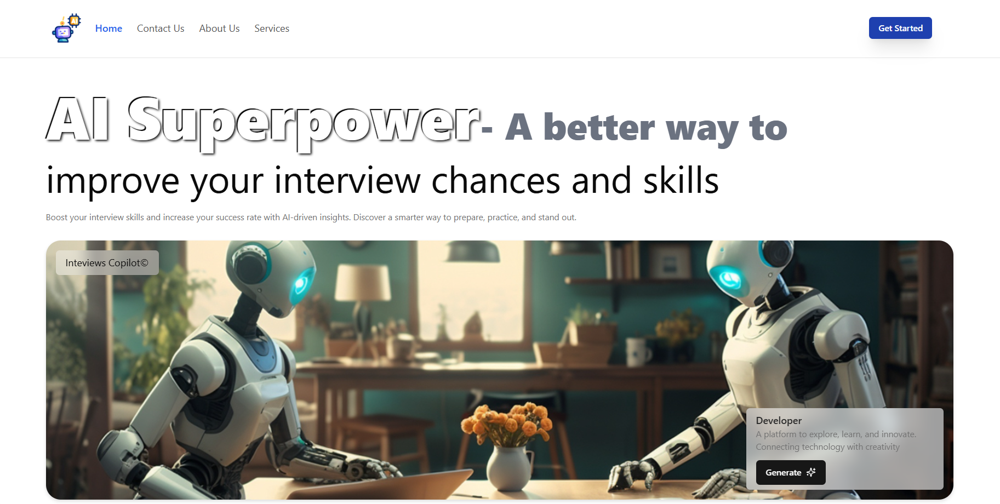 AI
Home Contact Us About Us Services Get Started
AI Superpower - A better way to
improve your interview chances and skills
Boost your interview skills and increase your success rate with AI-driven insights. Discover a smarter way to prepare, practice, and stand out.
Inteviews Copilot©
Developer
A platform to explore, learn, and innovate.
Connecting technology with creativity
Generate